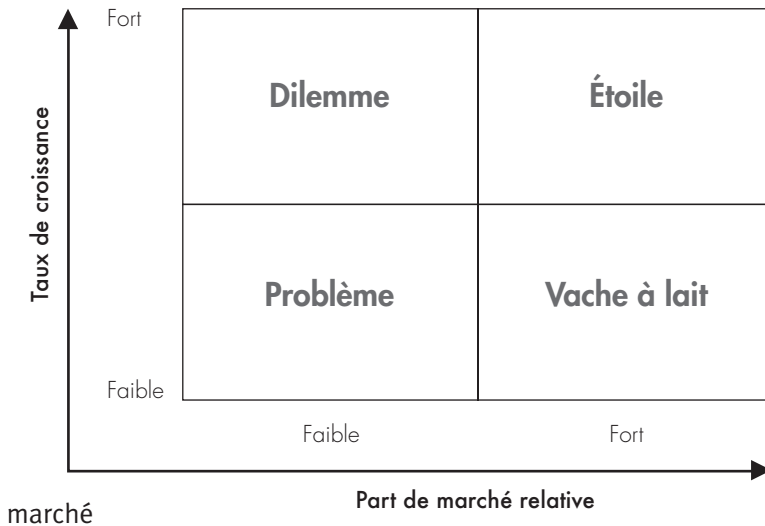 Fort
Dilemme
Étoile
Taux de croissance
Problème
Vache à lait
Faible
Faible
Fort
Part de marché relative
marché